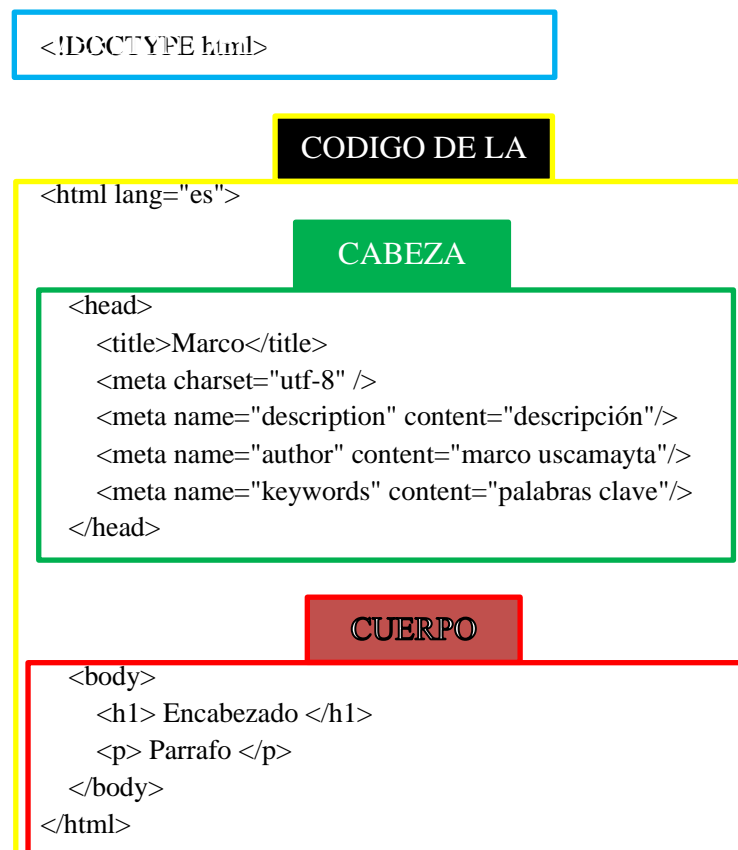 <!DOCTYPE html>
CODIGO DE LA
<html lang="es">
CABEZA
<head>
<title>Marco</title>
<meta charset="utf-8" />
<meta name="description" content="descripción"/>
<meta name="author" content="marco uscamayta"/>
<meta name="keywords" content="palabras clave"/>
</head>
CUERPO
<body>
<h1> Encabezado </h1>
<p> Parrafo </p>
</body>
</html>